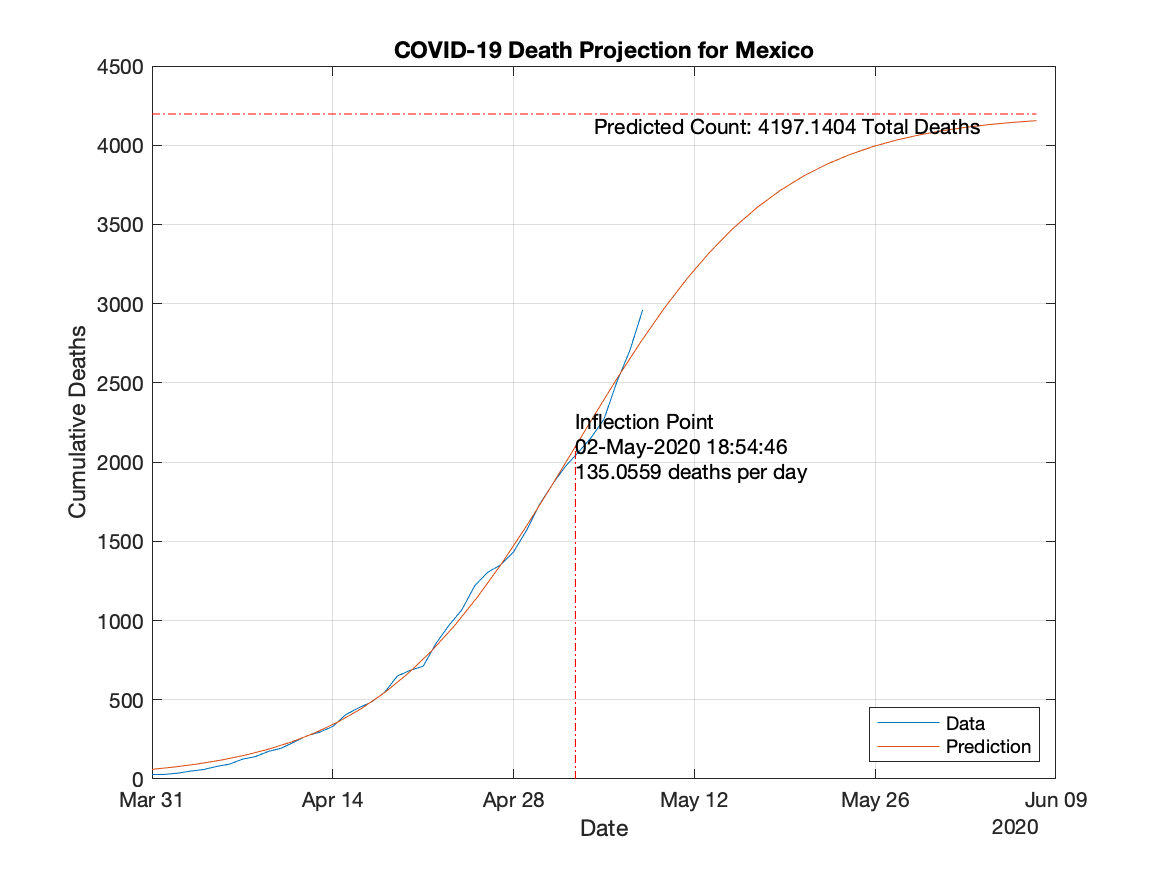 COVID-19 Death Projection for Mexico
4500
4000
3500
3000
2500
2000
1500
1000
500
0
Cumulative Deaths
Predicted Count: 4197.1404 Total Deaths
Inflection Point
02-May-2020 18:54:46
135.0559 deaths per day
Data
Prediction
Mar 31 Apr 14 Apr 28 May 12 May 26 Jun 09
Date
2020